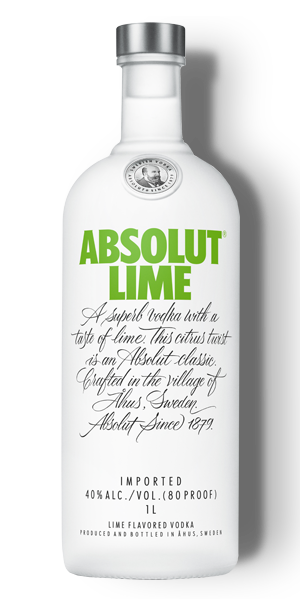 ABSOLUT®
LIME
A superb vodka with a
taste of lime. This citrus twist
is an Absolut classic.
Crafted in the village of
Åhus, Sweden.
Absolut Since 1879.
IMPORTED
40% ALC./VOL. (80 PROOF)
1L
LIME FLAVORED VODKA
PRODUCED AND BOTTLED IN ÅHUS, SWEDEN